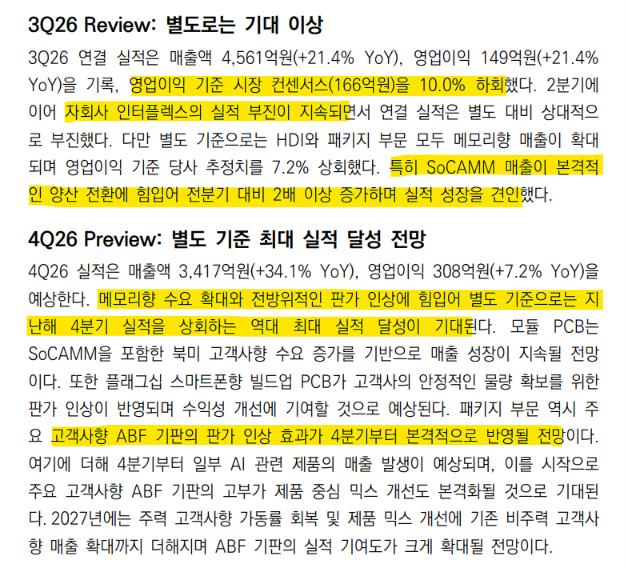 3Q26 Review: 별도로는 기대 이상
3Q26 연결 실적은 매출액 4,561억원(+21.4% YoY), 영업이익 149억원(+21.4%
YoY)을 기록, 영업이익 기준 시장 컨센서스(166억원)을 10.0% 하회했다. 2분기에
이어 자회사 인터플렉스의 실적 부진이 지속되면서 연결 실적은 별도 대비 상대적으
로 부진했다. 다만 별도 기준으로는 HDI와 패키지 부문 모두 메모리향 매출이 확대
되며 영업이익 기준 당사 추정치를 7.2% 상회했다. 특히 SoCAMM 매출이 본격적
인 양산 전환에 힘입어 전분기 대비 2배 이상 증가하며 실적 성장을 견인했다.
4Q26 Preview: 별도 기준 최대 실적 달성 전망
4Q26 실적은 매출액 3,417억원(+34.1% YoY), 영업이익 308억원(+7.2% YoY)을
예상한다. 메모리향 수요 확대와 전방위적인 판가 인상에 힘입어 별도 기준으로는 지
난해 4분기 실적을 상회하는 역대 최대 실적 달성이 기대된다. 모듈 PCB는
SoCAMM을 포함한 북미 고객사향 수요 증가를 기반으로 매출 성장이 지속될 전망
이다. 또한 플래그십 스마트폰향 빌드업 PCB가 고객사의 안정적인 물량 확보를 위한
판가 인상이 반영되며 수익성 개선에 기여할 것으로 예상된다. 패키지 부문 역시 주
요 고객사향 ABF 기판의 판가 인상 효과가 4분기부터 본격적으로 반영될 전망이다.
여기에 더해 4분기부터 일부 AI 관련 제품의 매출 발생이 예상되며, 이를 시작으로
주요 고객사향 ABF 기판의 고부가 제품 중심 믹스 개선도 본격화될 것으로 기대된
다. 2027년에는 주력 고객사향 가동률 회복 및 제품 믹스 개선에 기존 비주력 고객사
향 매출 확대까지 더해지며 ABF 기판의 실적 기여도가 크게 확대될 전망이다.